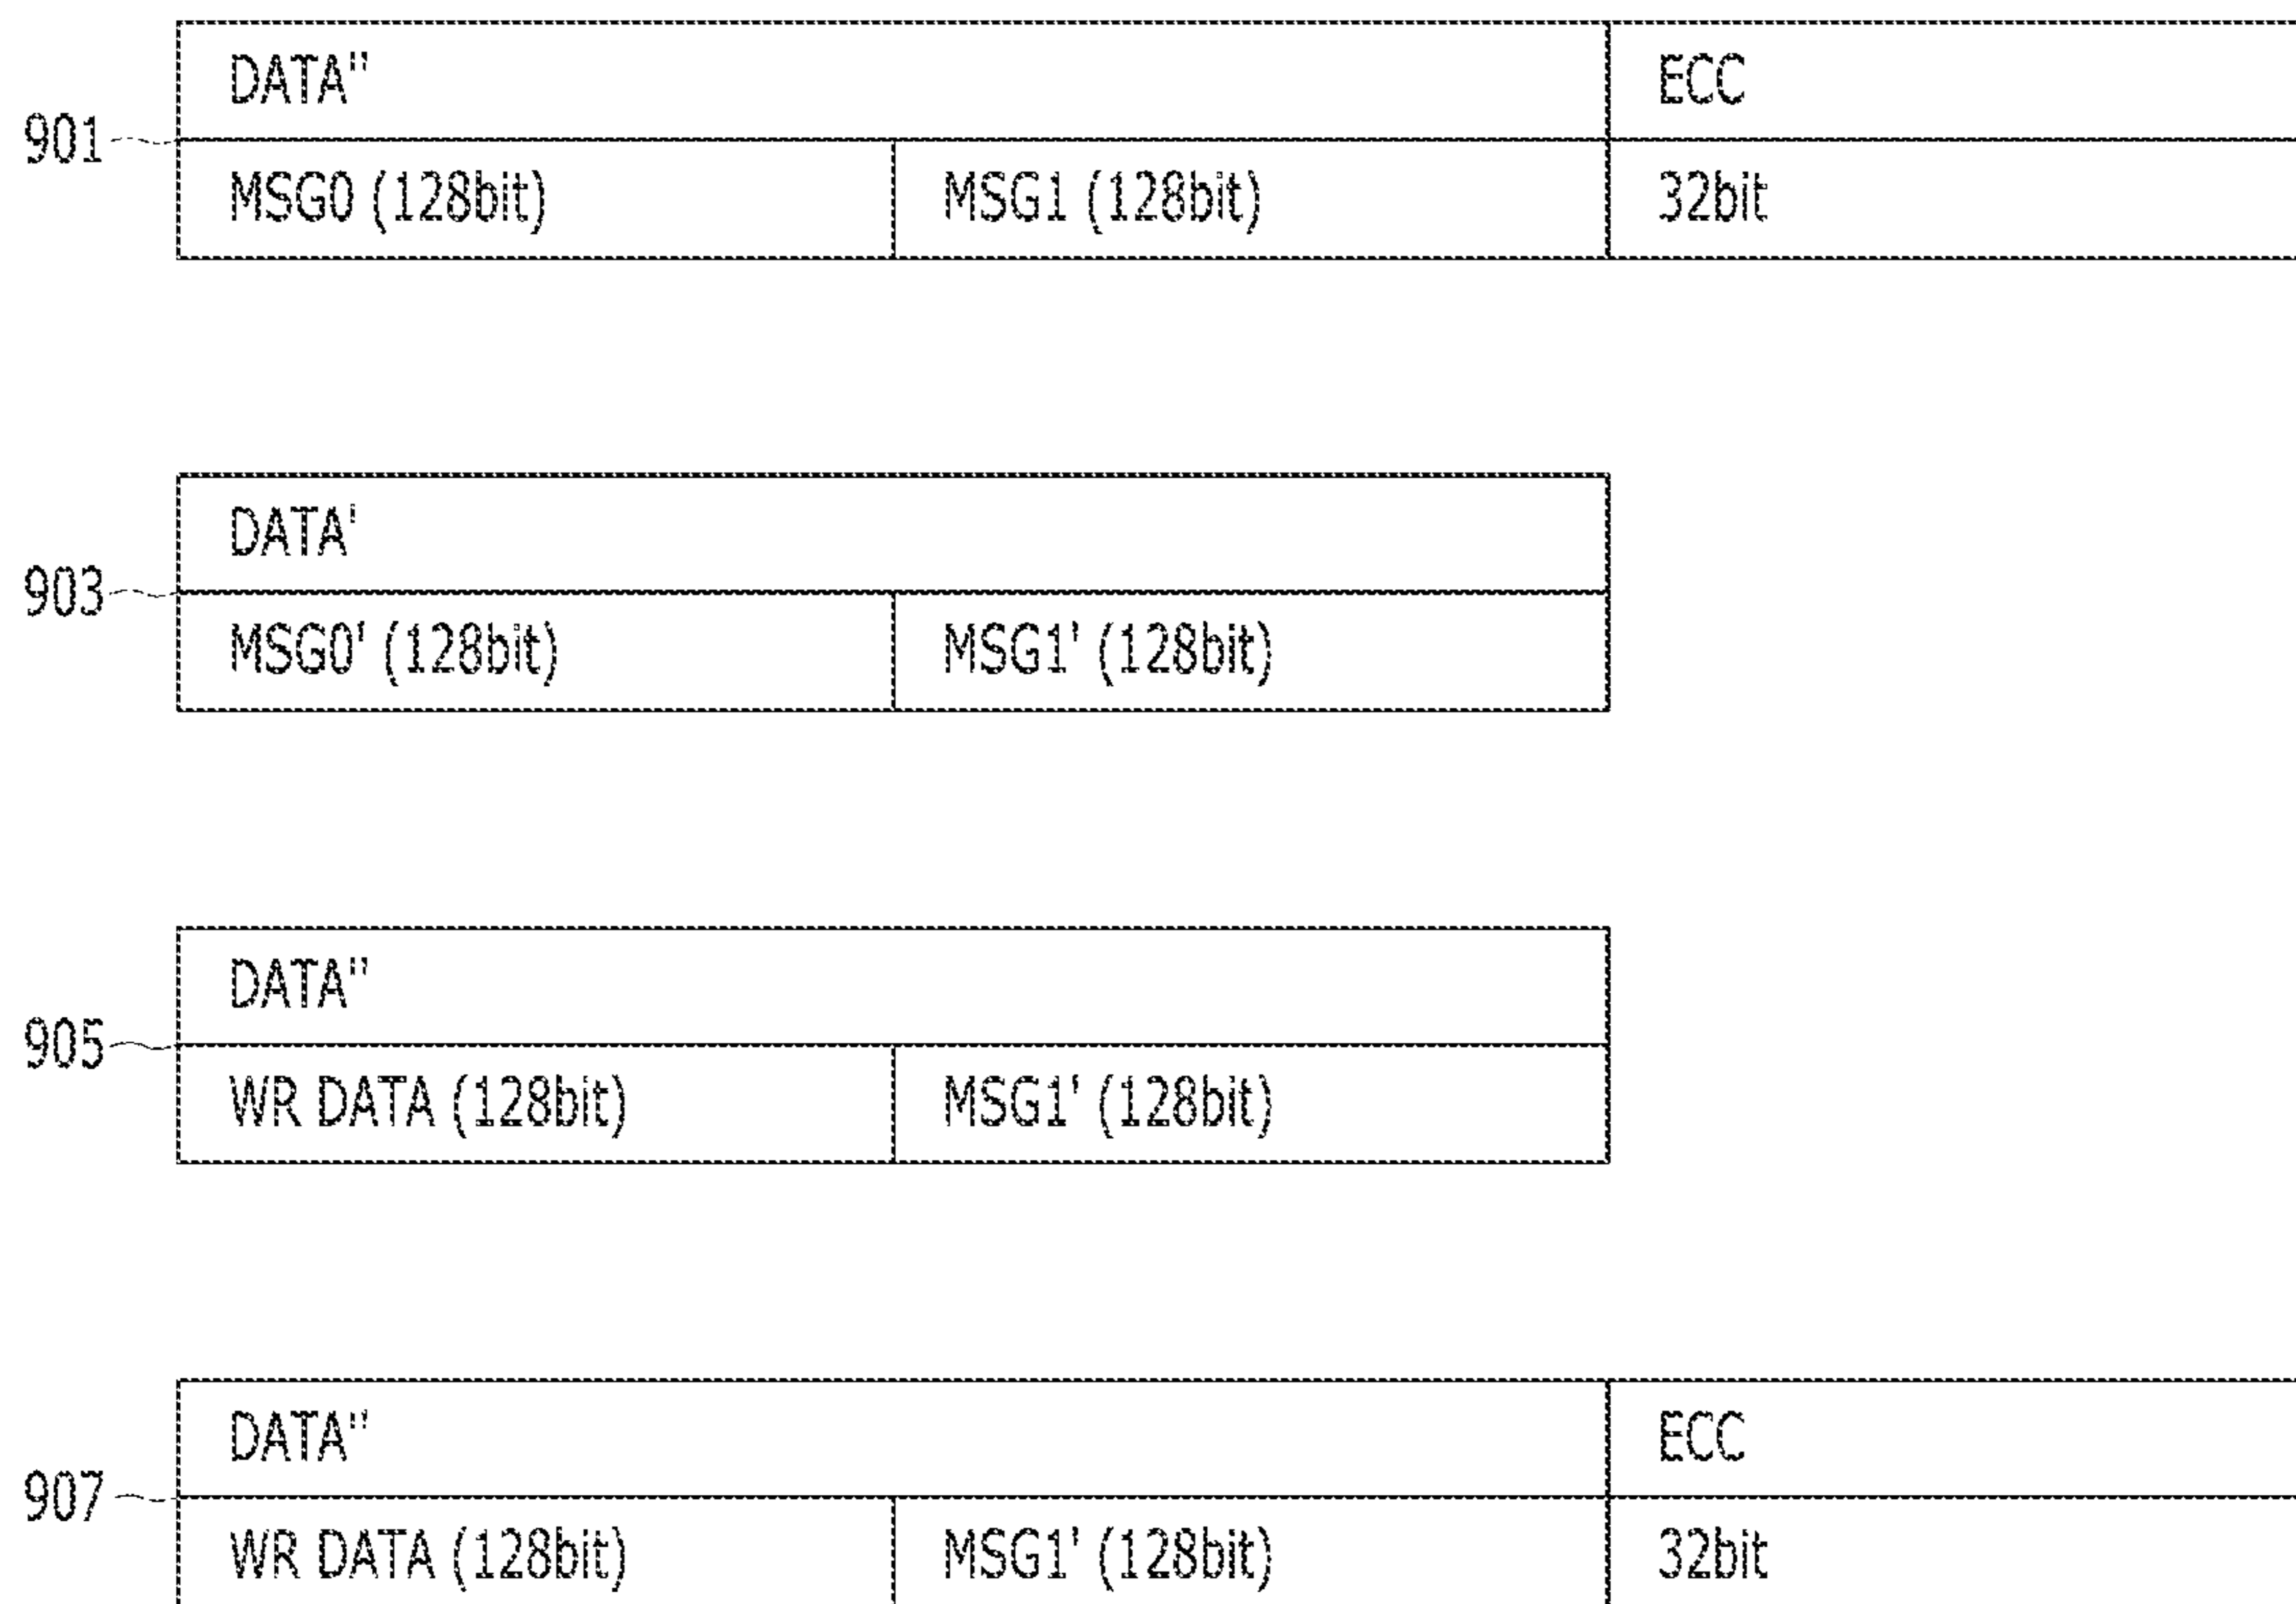 DATA" ECC
901
MSG0 (128bit) MSG1 (128bit) 32bit
DATA'
903
MSG0' (128bit) MSG1' (128bit)
DATA"
905
WR DATA (128bit) MSG1' (128bit)
DATA" ECC
907
WR DATA (128bit) MSG1' (128bit) 32bit